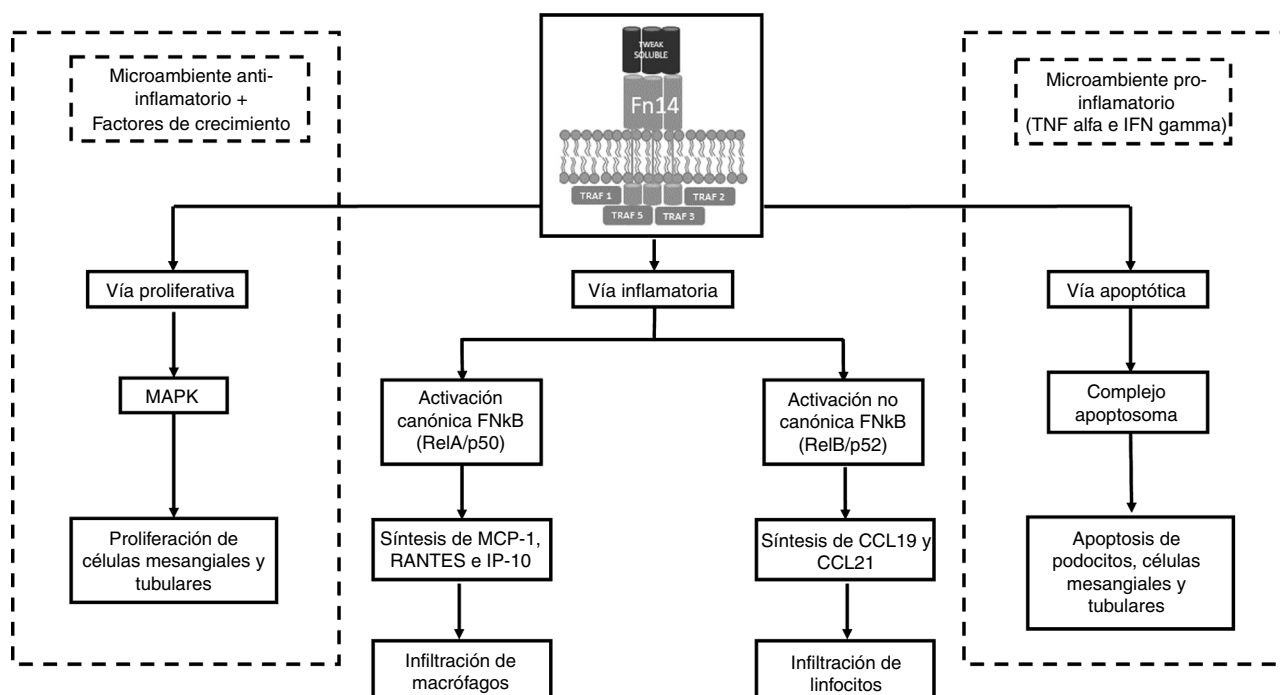 Microambiente anti-
inflamatorio +
Factores de crecimiento
TWEAK
SOLUBLE
Fn14
TRAF 1
TRAF 2
TRAF 5
TRAF 3
Microambiente pro-
inflamatorio
(TNF alfa e IFN gamma)
Vía proliferativa
Vía inflamatoria
Vía apoptótica
MAPK
Activación
canónica FNkB
(RelA/p50)
Activación no
canónica FNkB
(RelB/p52)
Complejo
apoptosoma
Proliferación de
células mesangiales y
tubulares
Síntesis de MCP-1,
RANTES e IP-10
Síntesis de CCL19 y
CCL21
Apoptosis de
podocitos, células
mesangiales y
tubulares
Infiltración de
macrófagos
Infiltración de
linfocitos